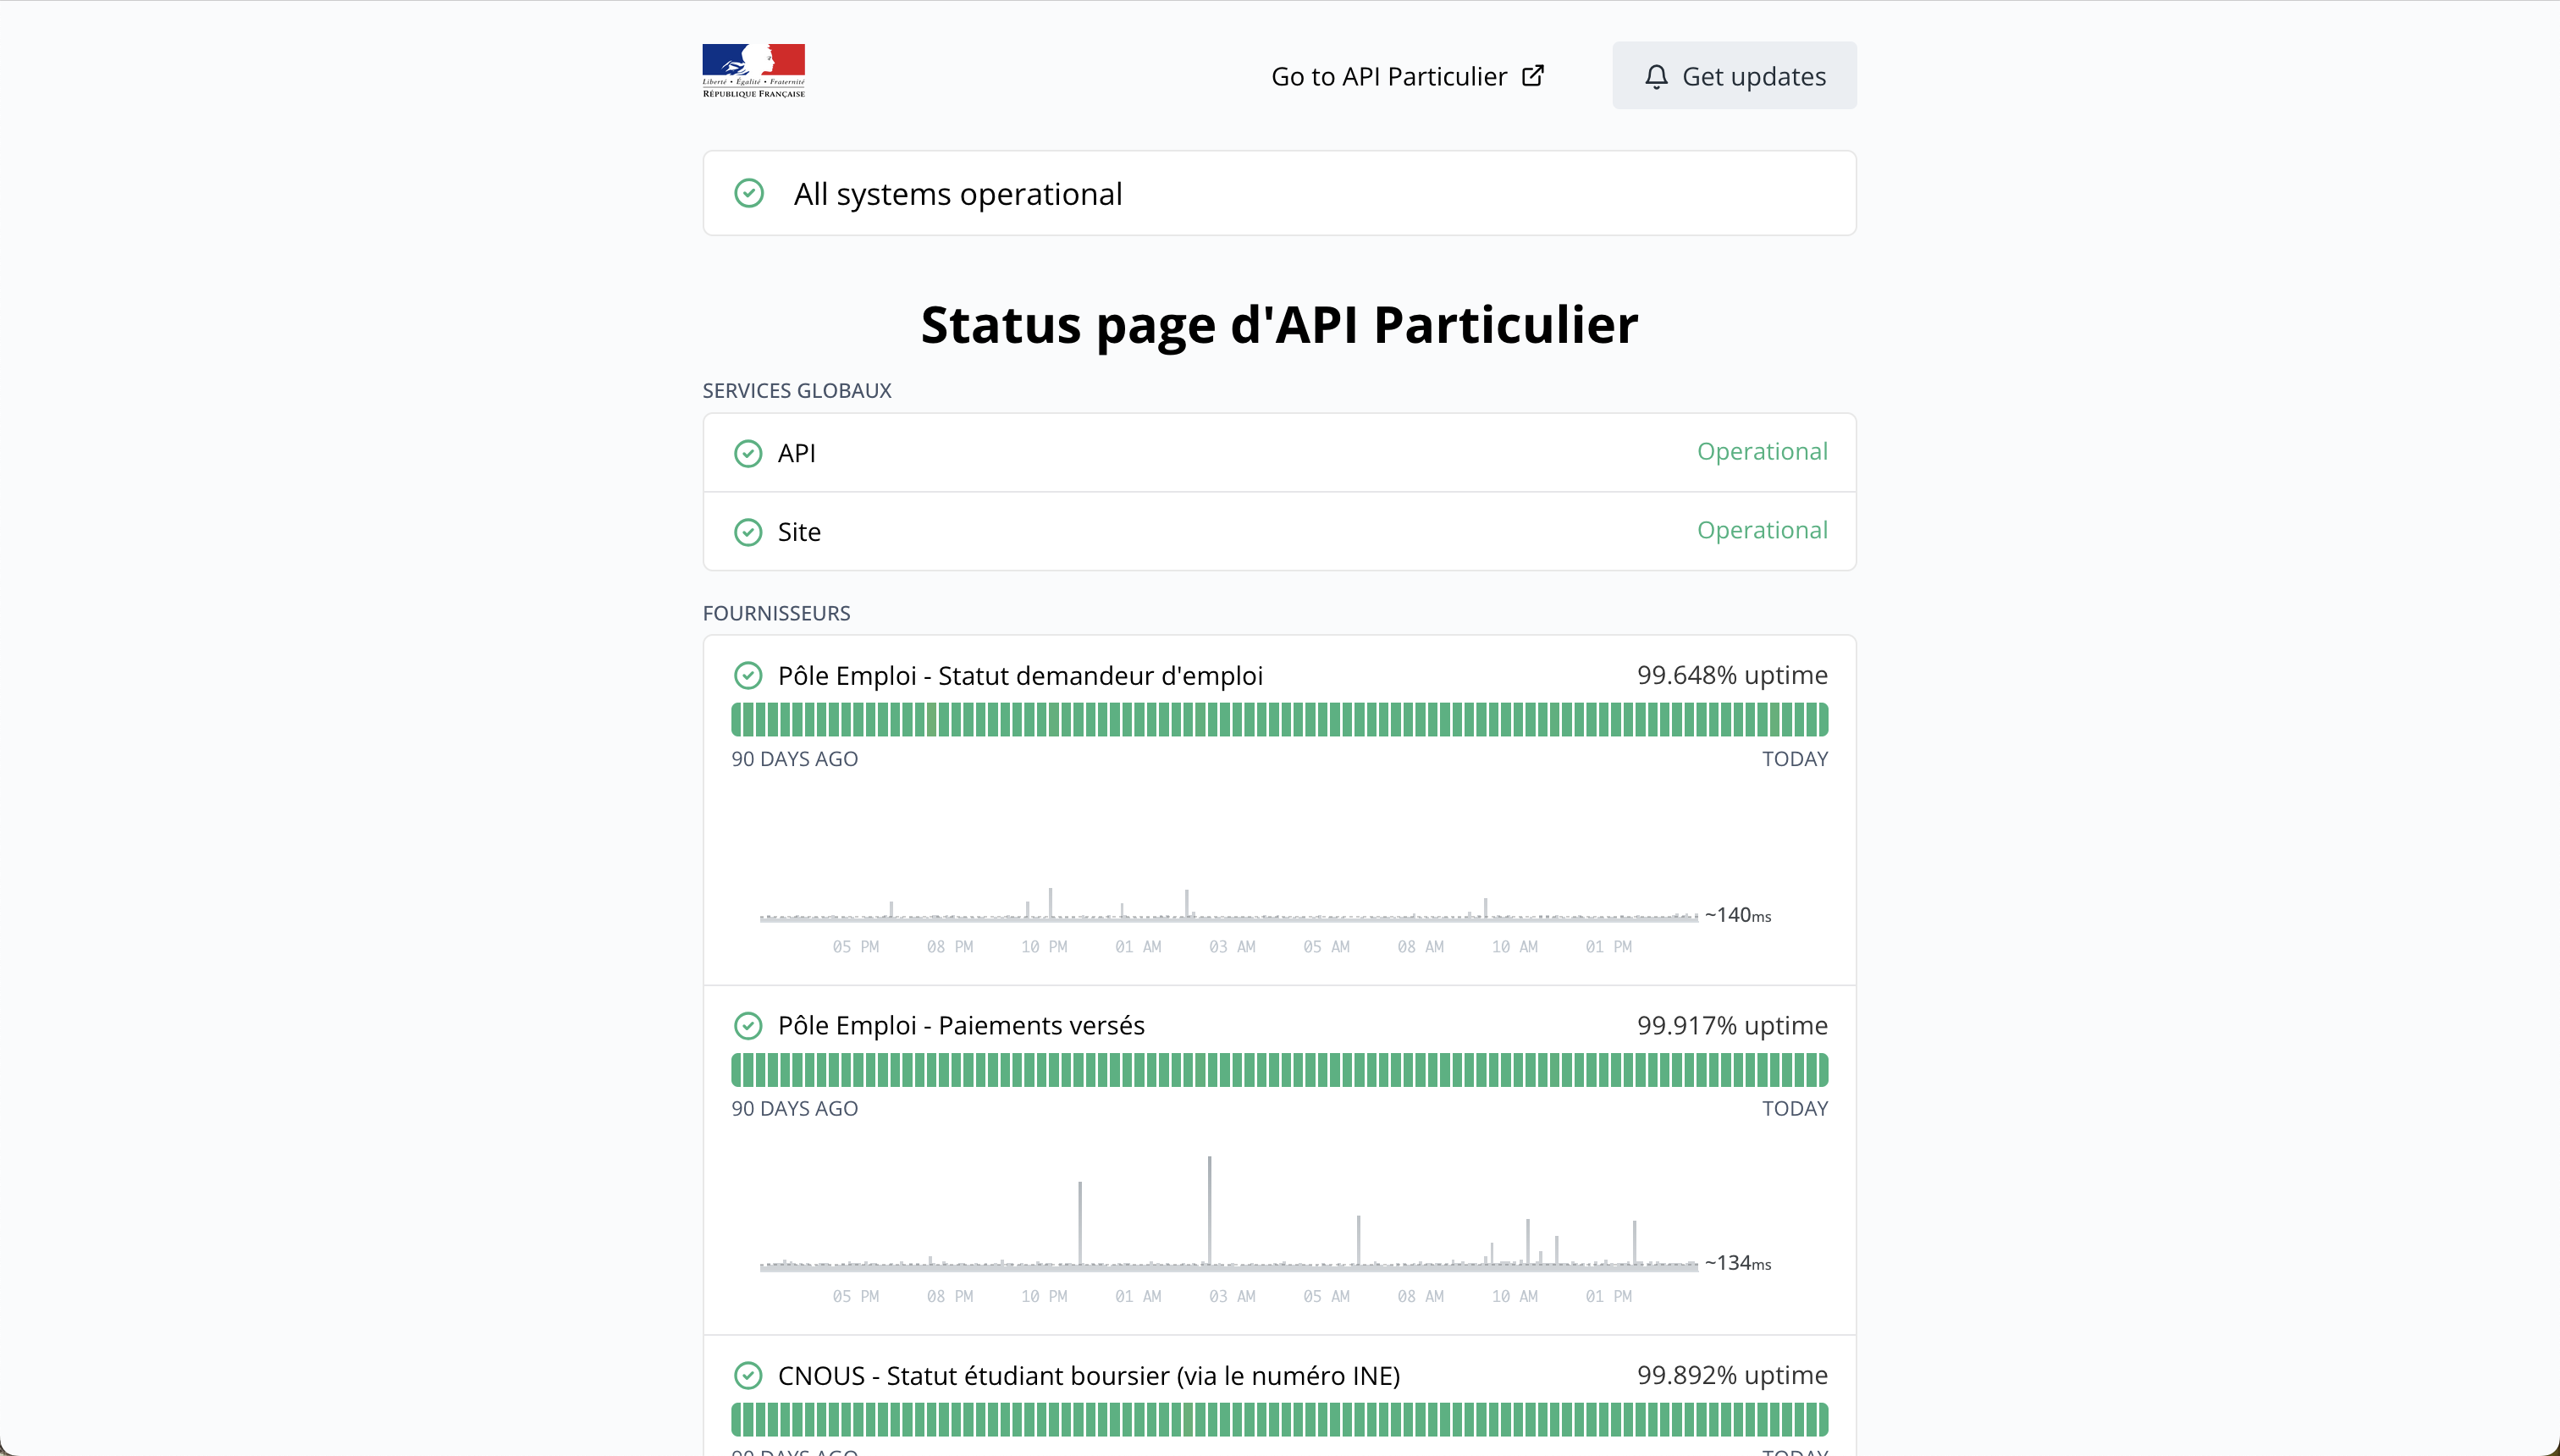 Liberté • Égalité • Fraternité
RÉPUBLIQUE FRANÇAISE
Go to API Particulier
Get updates
All systems operational
Status page d'API Particulier
SERVICES GLOBAUX
API Operational
Site Operational
FOURNISSEURS
Pôle Emploi - Statut demandeur d'emploi 99.648% uptime
90 DAYS AGO TODAY
~140ms
05 PM 08 PM 10 PM 01 AM 03 AM 05 AM 08 AM 10 AM 01 PM
Pôle Emploi - Paiements versés 99.917% uptime
90 DAYS AGO TODAY
~134ms
05 PM 08 PM 10 PM 01 AM 03 AM 05 AM 08 AM 10 AM 01 PM
CNOUS - Statut étudiant boursier (via le numéro INE) 99.892% uptime
90 DAYS AGO TODAY